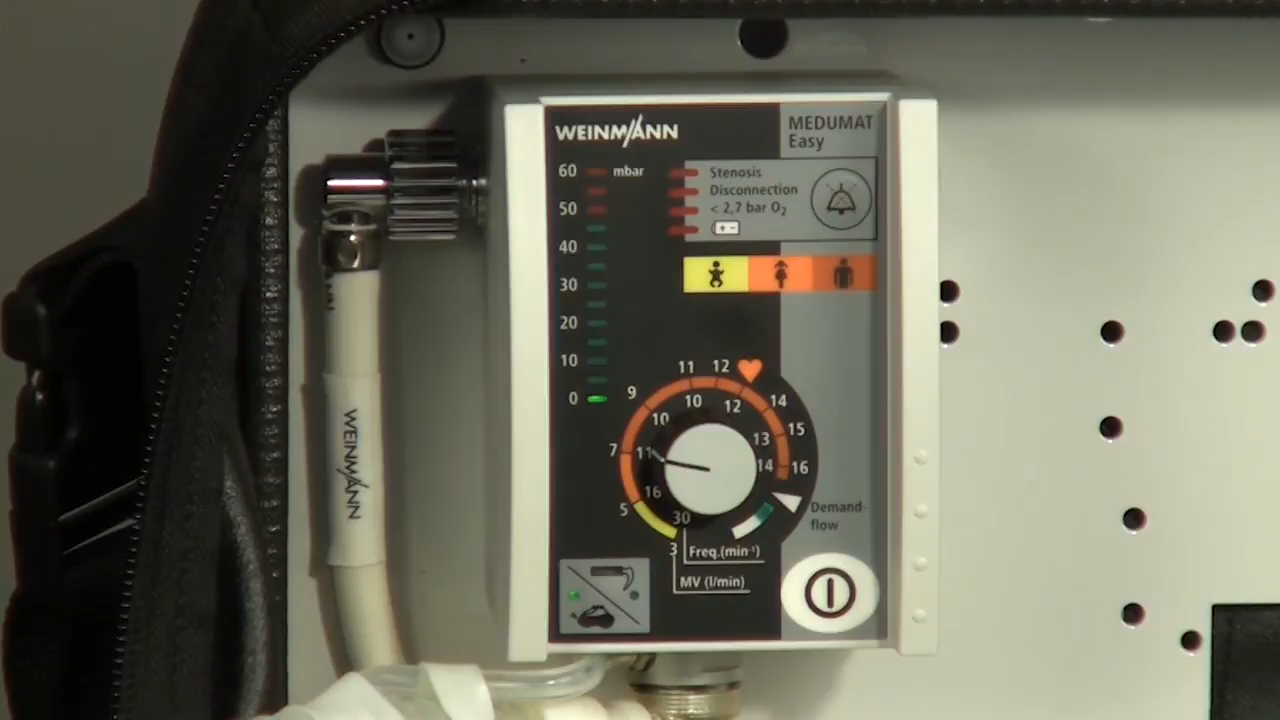 WEINMANN
MEDUMAT
Easy
60 mbar
50
40
30
20
10
0
Stenosis
Disconnection
< 2,7 bar O₂
+ -
11 12
9 14
10 12
10 15
7 11 13
14 16
16
5 30
3
Demand-
flow
Freq.(min⁻¹)
MV (l/min)
WEINMANN